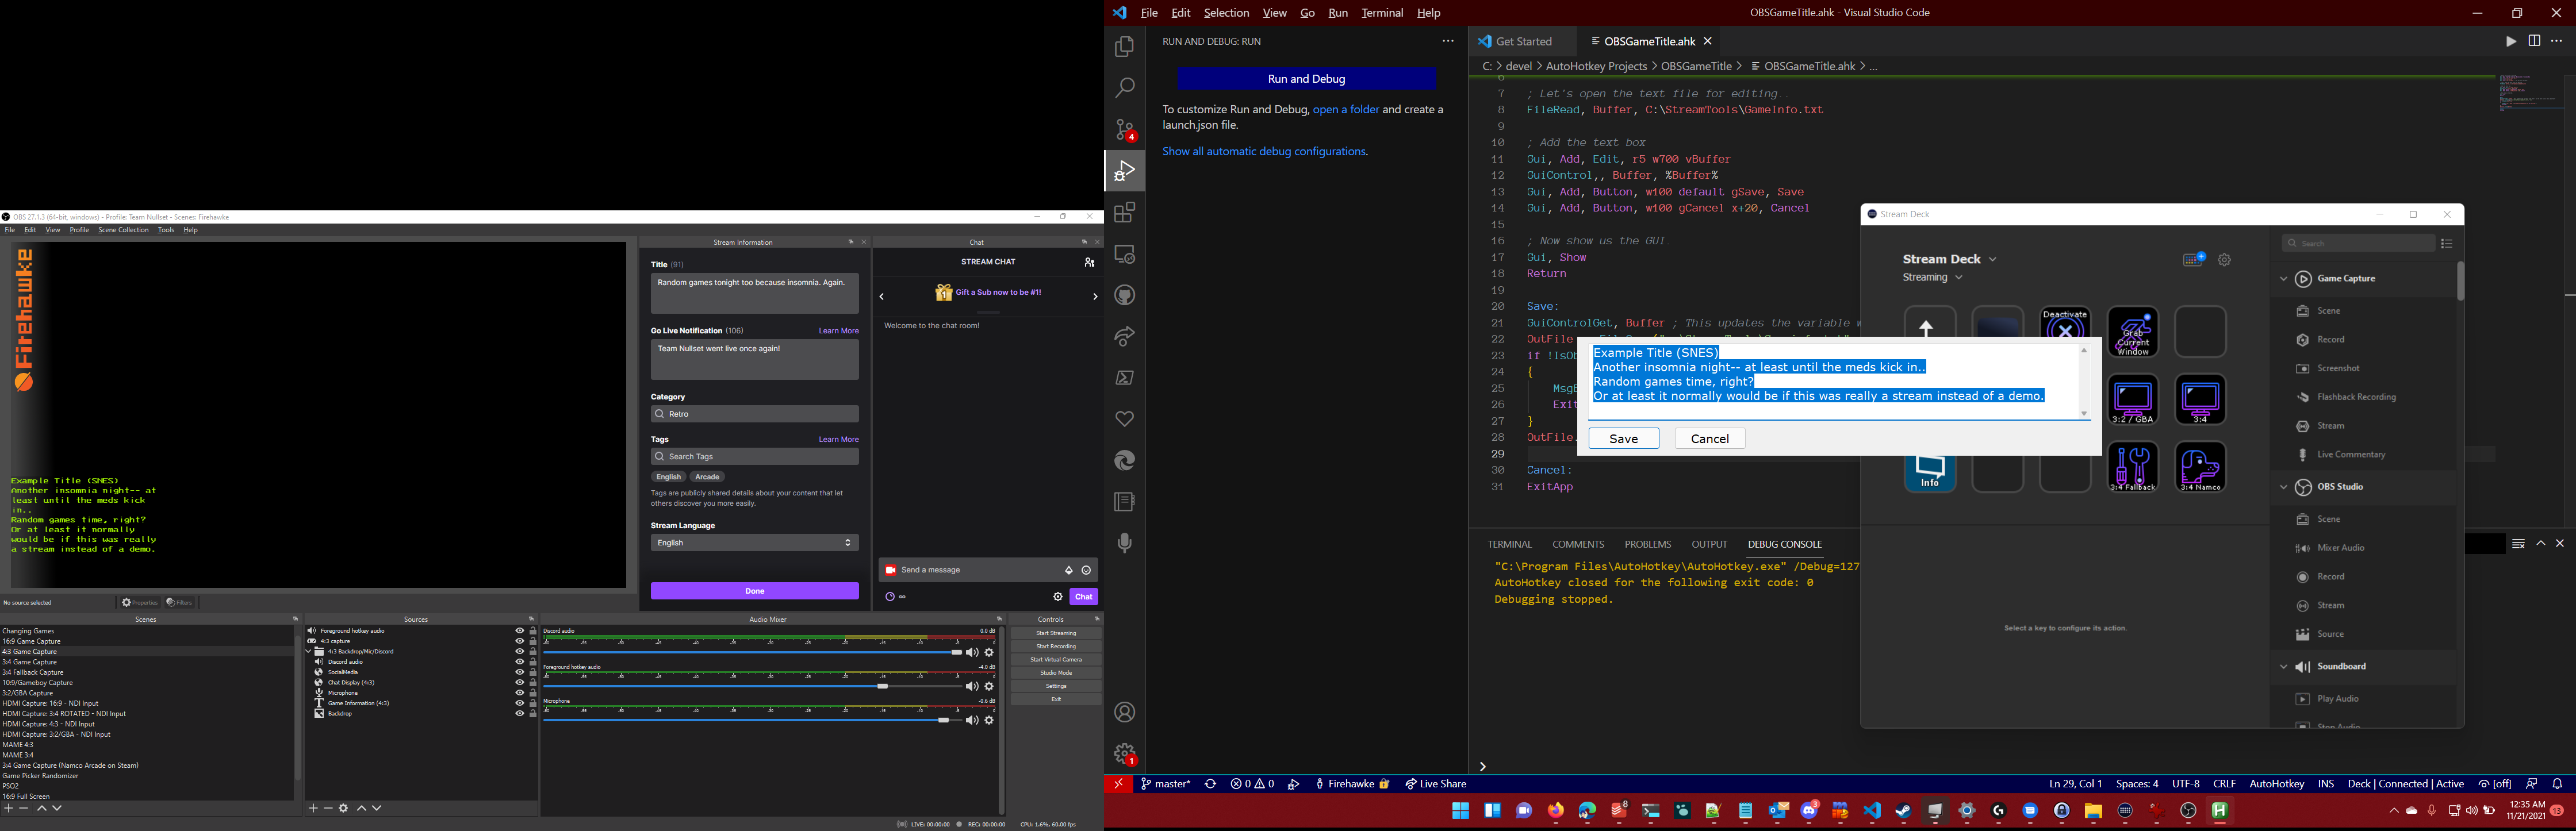 OBS 27.1.3 (64-bit, windows) - Profile: Team Nullset - Scenes: Firehawke
File Edit View Profile Scene Collection Tools Help
Firehawke
Example Title (SNES)
Another insomnia night-- at
least until the meds kick
in..
Random games time, right?
Or at least it normally
would be if this was really
a stream instead of a demo.
Stream Information
Title (91)
Random games tonight too because insomnia. Again.
Go Live Notification (106) Learn More
Team Nullset went live once again!
Category
Retro
Tags Learn More
Search Tags
English Arcade
Tags are publicly shared details about your content that let
others discover you more easily.
Stream Language
English
Done
Chat
STREAM CHAT
Gift a Sub now to be #1!
Welcome to the chat room!
Send a message
Chat
No source selected Properties Filters
Scenes
Changing Games
16:9 Game Capture
4:3 Game Capture
3:4 Game Capture
3:4 Fallback Capture
10:9/Gameboy Capture
3:2/GBA Capture
HDMI Capture: 16:9 - NDI Input
HDMI Capture: 3:4 ROTATED - NDI Input
HDMI Capture: 4:3 - NDI Input
HDMI Capture: 3:2/GBA - NDI Input
MAME 4:3
MAME 3:4
3:4 Game Capture (Namco Arcade on Steam)
Game Picker Randomizer
PSO2
16:9 Full Screen
Sources
Foreground hotkey audio
4:3 capture
4:3 Backdrop/Mic/Discord
Discord audio
SocialMedia
Chat Display (4:3)
Microphone
Game Information (4:3)
Backdrop
Audio Mixer
Discord audio 0.0 dB
Foreground hotkey audio -4.0 dB
Microphone -0.6 dB
Controls
Start Streaming
Start Recording
Start Virtual Camera
Studio Mode
Settings
Exit
LIVE: 00:00:00 REC: 00:00:00 CPU: 1.6%, 60.00 fps
File Edit Selection View Go Run Terminal Help
OBSGameTitle.ahk - Visual Studio Code
RUN AND DEBUG: RUN
Run and Debug
To customize Run and Debug, open a folder and create a
launch.json file.
Show all automatic debug configurations.
Get Started OBSGameTitle.ahk
C: > devel > AutoHotkey Projects > OBSGameTitle > OBSGameTitle.ahk > ...
6
7 ; Let's open the text file for editing..
8 FileRead, Buffer, C:\StreamTools\GameInfo.txt
9
10 ; Add the text box
11 Gui, Add, Edit, r5 w700 vBuffer
12 GuiControl,, Buffer, %Buffer%
13 Gui, Add, Button, w100 default gSave, Save
14 Gui, Add, Button, w100 gCancel x+20, Cancel
15
16 ; Now show us the GUI.
17 Gui, Show
18 Return
19
20 Save:
21 GuiControlGet, Buffer ; This updates the variable
22 OutFile
23 if !IsOb
24 {
25 MsgB
26 Exit
27 }
28 OutFile.
29
30 Cancel:
31 ExitApp
Example Title (SNES)
Another insomnia night-- at least until the meds kick in..
Random games time, right?
Or at least it normally would be if this was really a stream instead of a demo.
Save Cancel
TERMINAL COMMENTS PROBLEMS OUTPUT DEBUG CONSOLE
"C:\Program Files\AutoHotkey\AutoHotkey.exe" /Debug=127
AutoHotkey closed for the following exit code: 0
Debugging stopped.
Stream Deck
Stream Deck
Streaming
Deactivate
Grab
Current
Window
3:2 / GBA 3:4
Info
3:4 Fallback 3:4 Namco
Select a key to configure its action.
Search
Game Capture
Scene
Record
Screenshot
Flashback Recording
Stream
Live Commentary
OBS Studio
Scene
Mixer Audio
Record
Stream
Source
Soundboard
Play Audio
Stop Audio
master* 0 0 Firehawke Live Share
Ln 29, Col 1 Spaces: 4 UTF-8 CRLF AutoHotkey INS Deck | Connected | Active [off]
12:35 AM
11/21/2021
13